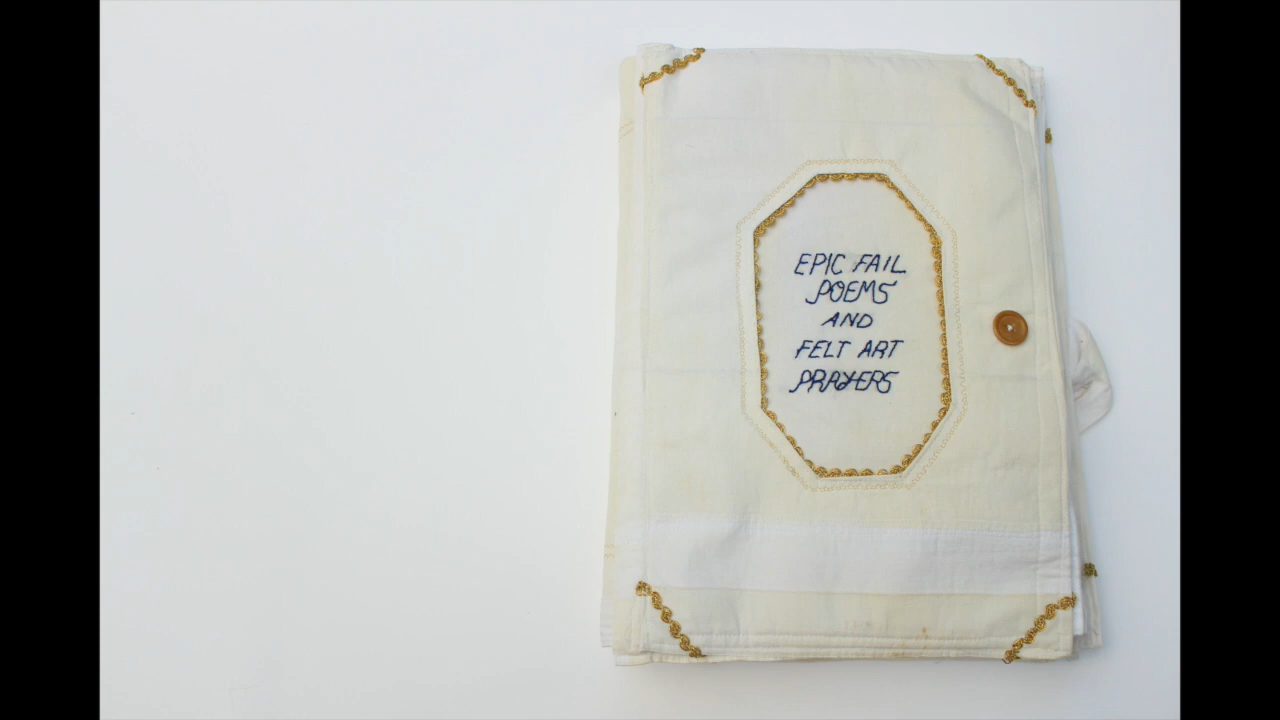 EPIC FAIL
POEMS
AND
FELT ART
PRAYERS